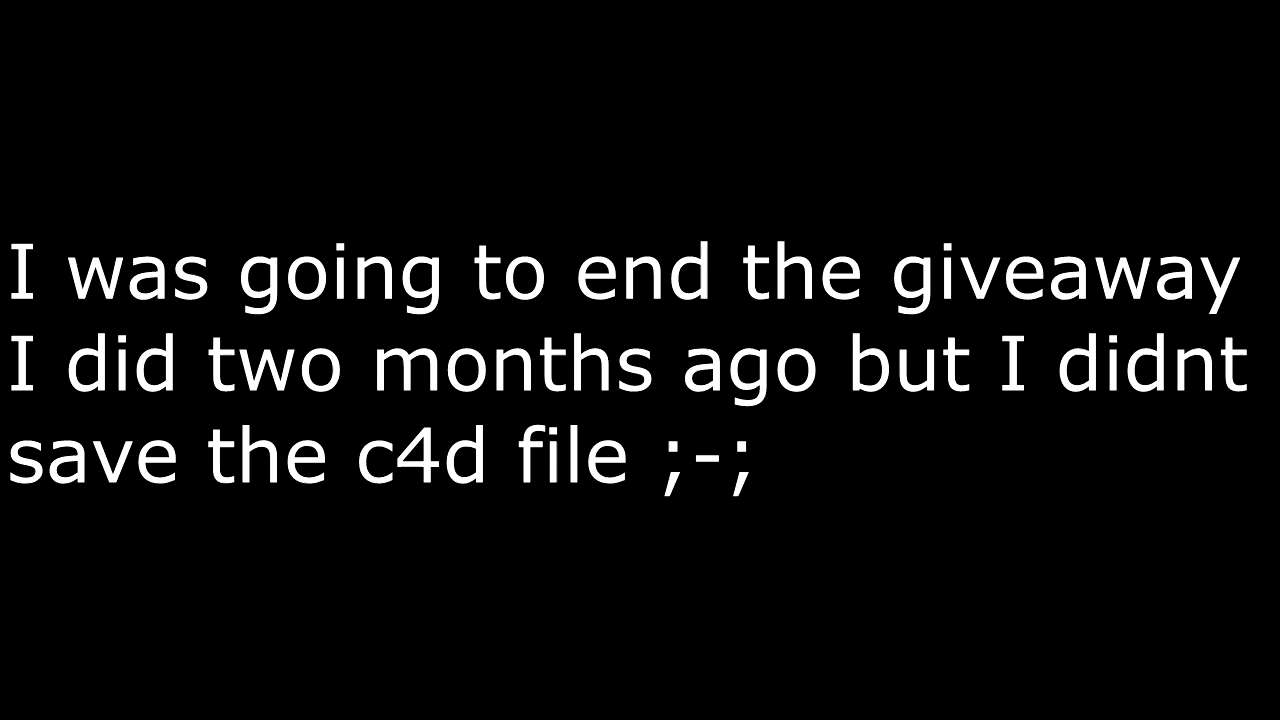 I was going to end the giveaway
I did two months ago but I didnt
save the c4d file ;-;